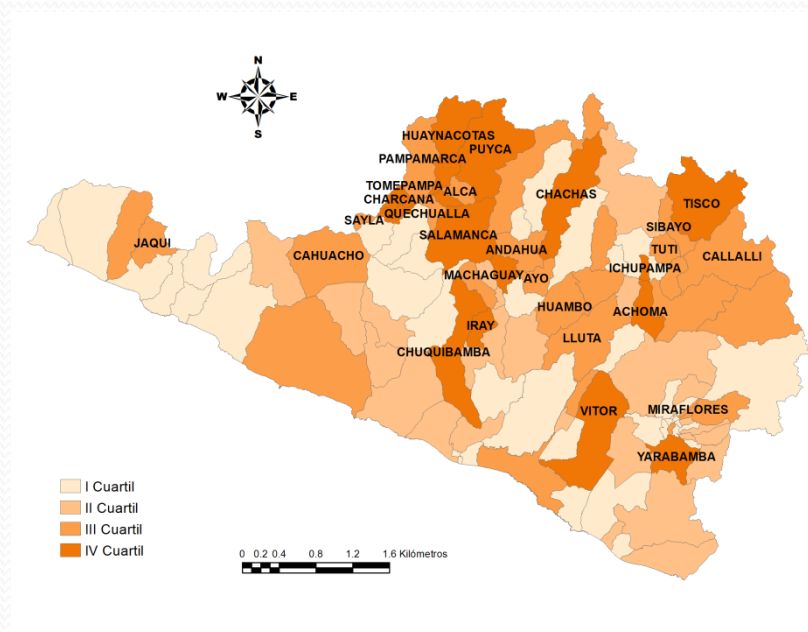 N
W E
S
HUAYNACOTAS
PUYCA
PAMPAMARCA
TOMEPAMPA
ALCA
CHARCANA
CHACHAS
TISCO
QUECHUALLA
SAYLA
SIBAYO
SALAMANCA
JAQUI
ANDAHUA
TUTI
CAHUACHO
CALLALLI
ICHUPAMPA
MACHAGUAY
AYO
HUAMBO
ACHOMA
IRAY
LLUTA
CHUQUIBAMBA
VITOR
MIRAFLORES
YARABAMBA
I Cuartil
II Cuartil
III Cuartil
IV Cuartil
0 0.2 0.4 0.8 1.2 1.6 Kilómetros